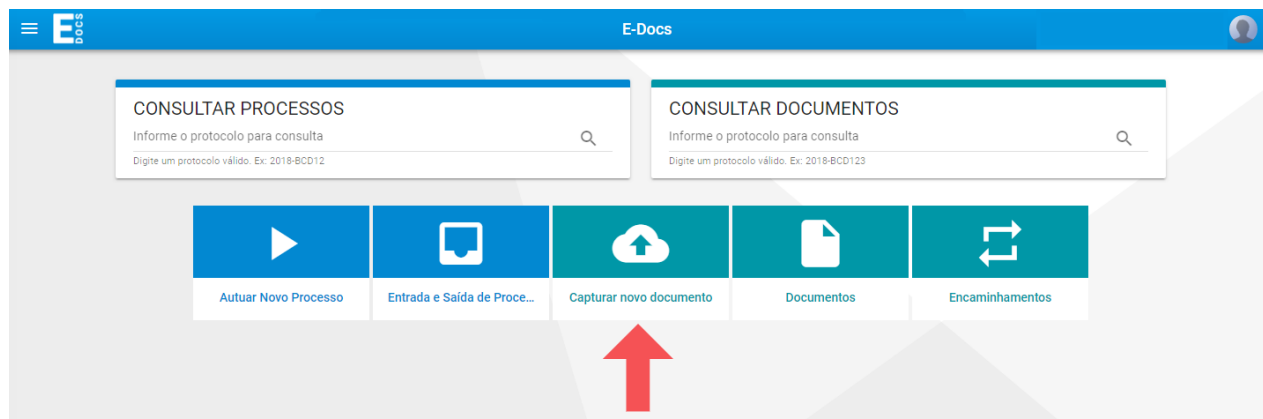 E DOCS
E-Docs
CONSULTAR PROCESSOS
Informe o protocolo para consulta
Digite um protocolo válido. Ex: 2018-BCD12
CONSULTAR DOCUMENTOS
Informe o protocolo para consulta
Digite um protocolo válido. Ex: 2018-BCD123
Autuar Novo Processo
Entrada e Saída de Proce...
Capturar novo documento
Documentos
Encaminhamentos